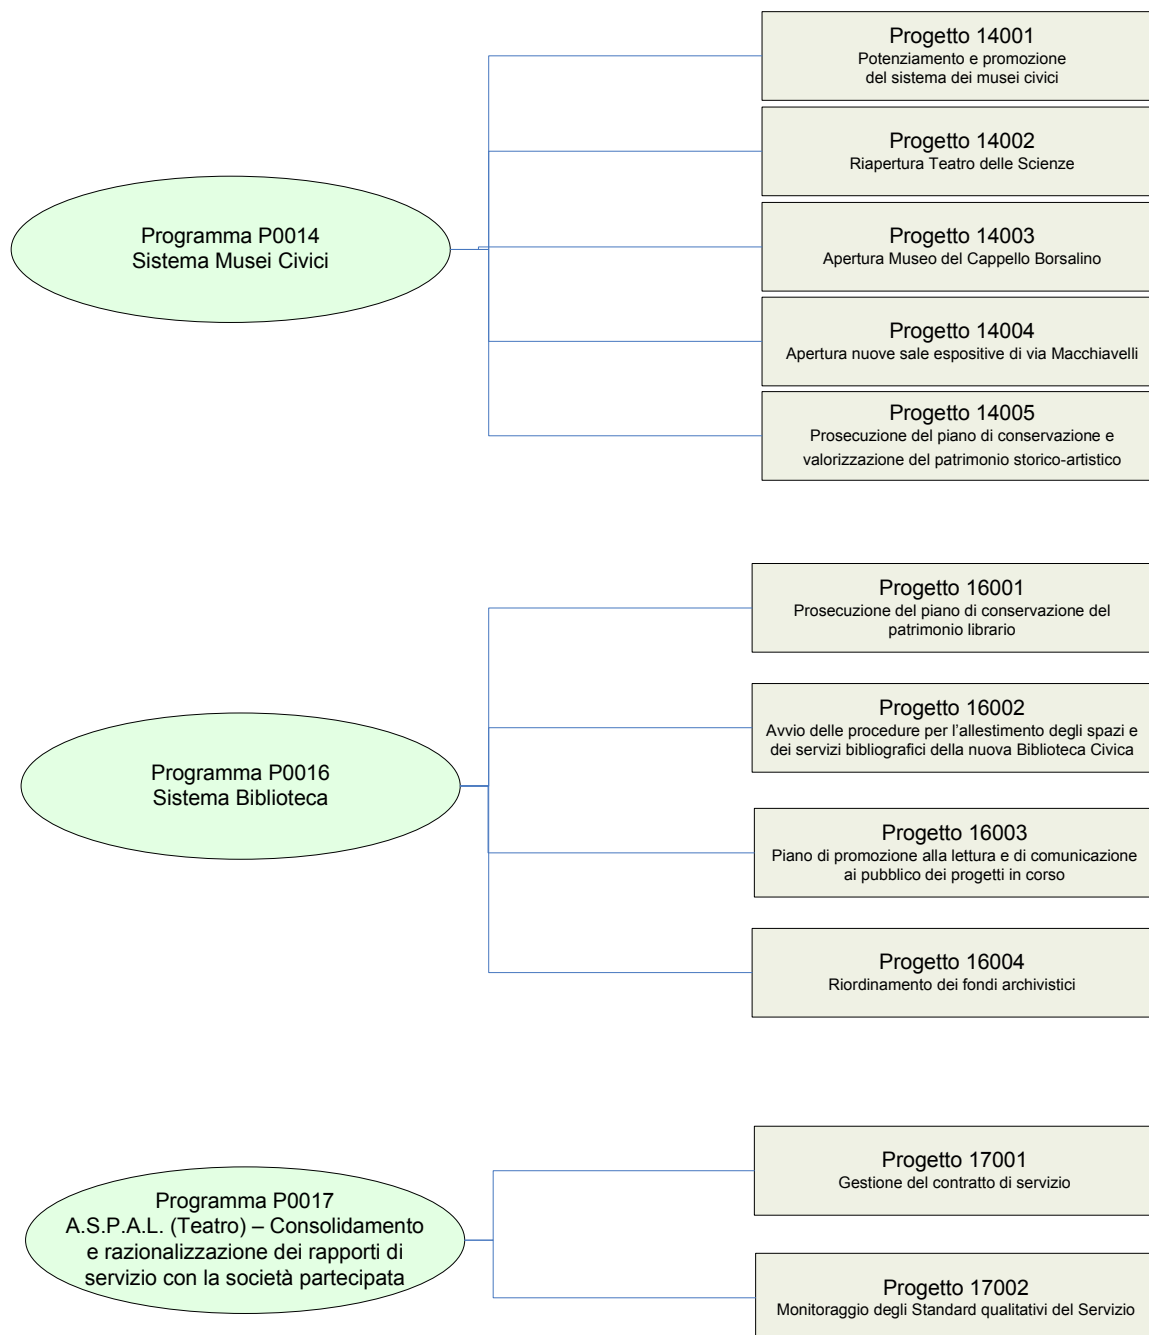 Programma P0014
Sistema Musei Civici
Progetto 14001
Potenziamento e promozione
del sistema dei musei civici
Progetto 14002
Riapertura Teatro delle Scienze
Progetto 14003
Apertura Museo del Cappello Borsalino
Progetto 14004
Apertura nuove sale espositive di via Macchiavelli
Progetto 14005
Prosecuzione del piano di conservazione e
valorizzazione del patrimonio storico-artistico
Programma P0016
Sistema Biblioteca
Progetto 16001
Prosecuzione del piano di conservazione del
patrimonio librario
Progetto 16002
Avvio delle procedure per l’allestimento degli spazi e
dei servizi bibliografici della nuova Biblioteca Civica
Progetto 16003
Piano di promozione alla lettura e di comunicazione
ai pubblico dei progetti in corso
Progetto 16004
Riordinamento dei fondi archivistici
Programma P0017
A.S.P.A.L. (Teatro) – Consolidamento
e razionalizzazione dei rapporti di
servizio con la società partecipata
Progetto 17001
Gestione del contratto di servizio
Progetto 17002
Monitoraggio degli Standard qualitativi del Servizio